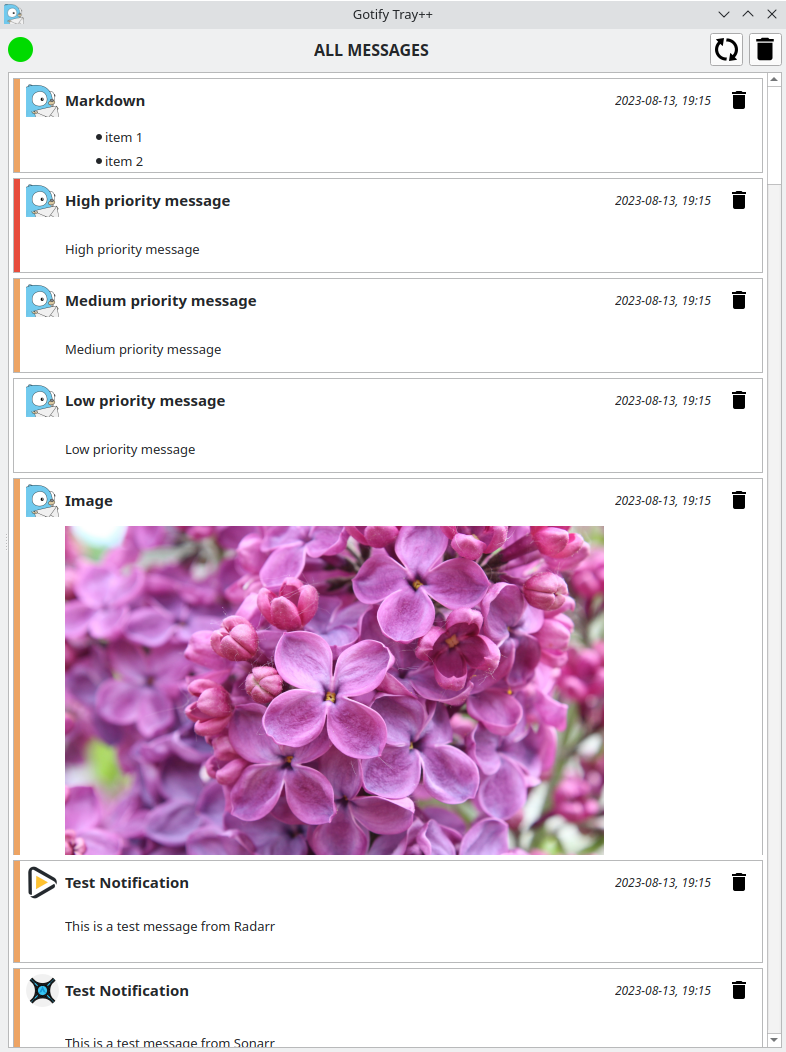 Gotify Tray++
ALL MESSAGES
Markdown 2023-08-13, 19:15
item 1
item 2
High priority message 2023-08-13, 19:15
High priority message
Medium priority message 2023-08-13, 19:15
Medium priority message
Low priority message 2023-08-13, 19:15
Low priority message
Image 2023-08-13, 19:15
Test Notification 2023-08-13, 19:15
This is a test message from Radarr
Test Notification 2023-08-13, 19:15
This is a test message from Sonarr